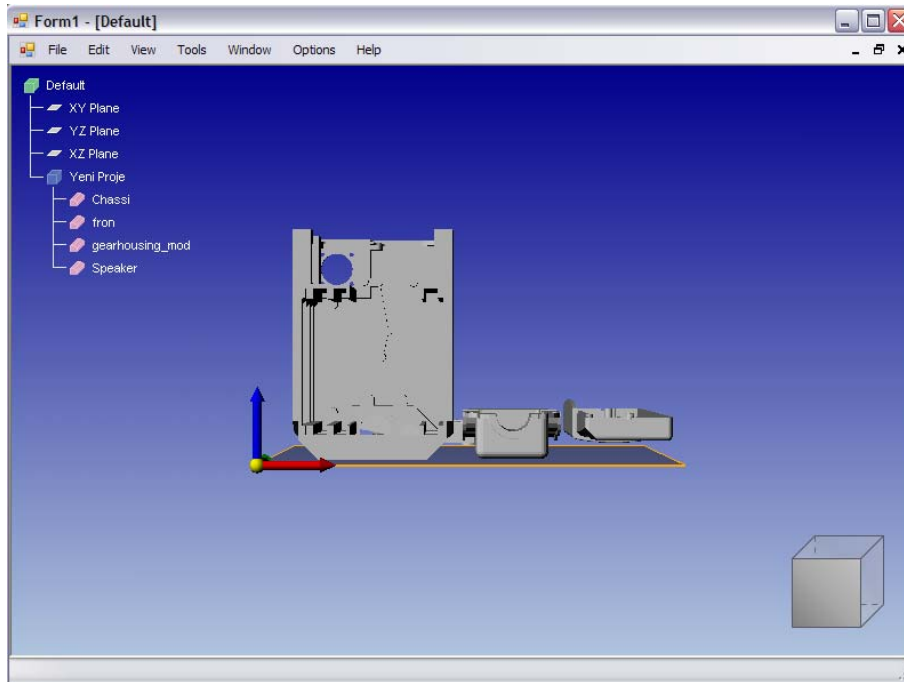 Form1 - [Default]
File Edit View Tools Window Options Help
Default
XY Plane
YZ Plane
XZ Plane
Yeni Proje
Chassi
fron
gearhousing_mod
Speaker